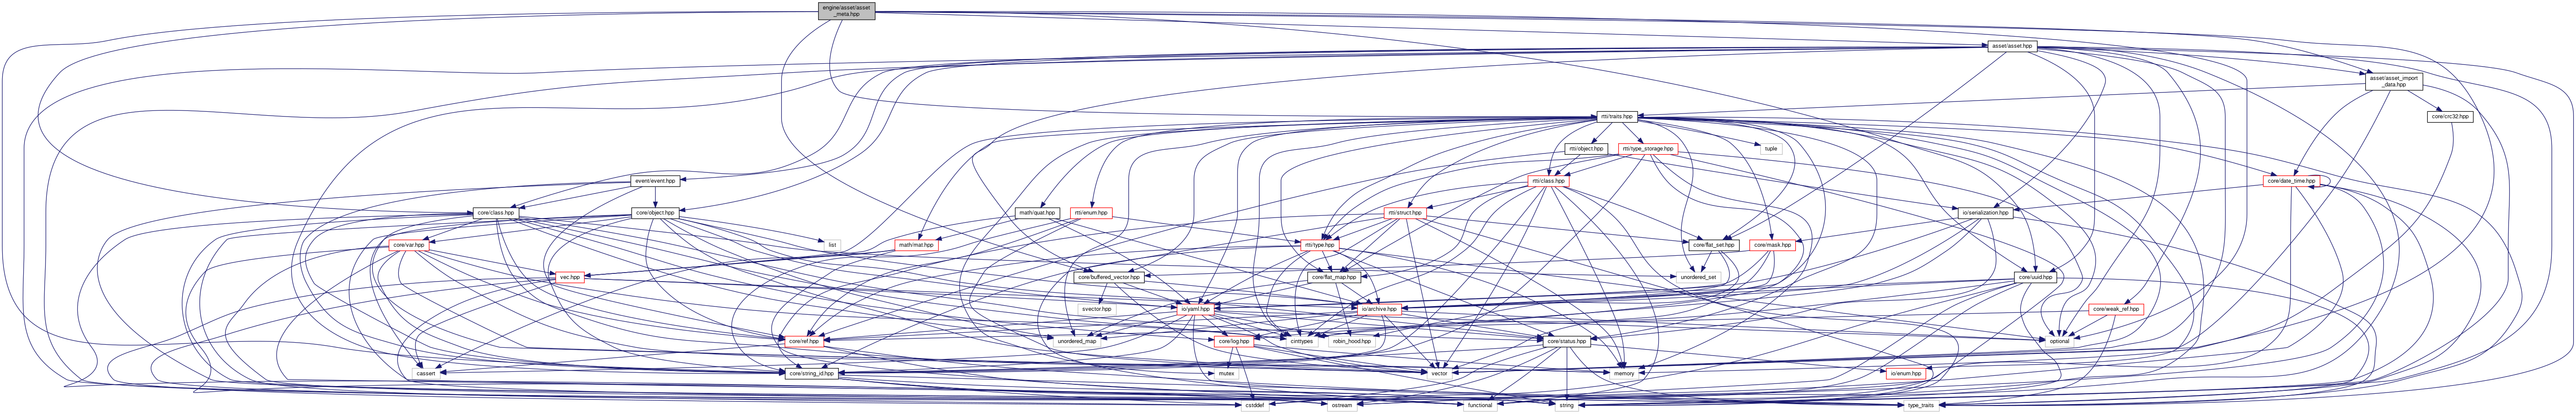 engine/asset/asset
_meta.hpp
asset/asset.hpp
asset/asset_import
_data.hpp
rtti/traits.hpp
core/crc32.hpp
rtti/object.hpp
rtti/type_storage.hpp
tuple
event/event.hpp
rtti/class.hpp
core/date_time.hpp
core/class.hpp
core/object.hpp
math/quat.hpp
rtti/enum.hpp
rtti/struct.hpp
io/serialization.hpp
core/var.hpp
list
math/mat.hpp
rtti/type.hpp
core/flat_set.hpp
core/mask.hpp
vec.hpp
core/buffered_vector.hpp
core/flat_map.hpp
unordered_set
core/uuid.hpp
svector.hpp
io/yaml.hpp
io/archive.hpp
core/weak_ref.hpp
core/ref.hpp
unordered_map
core/log.hpp
cinttypes
robin_hood.hpp
core/status.hpp
optional
cassert
core/string_id.hpp
mutex
vector
memory
io/enum.hpp
cstddef
ostream
functional
string
type_traits